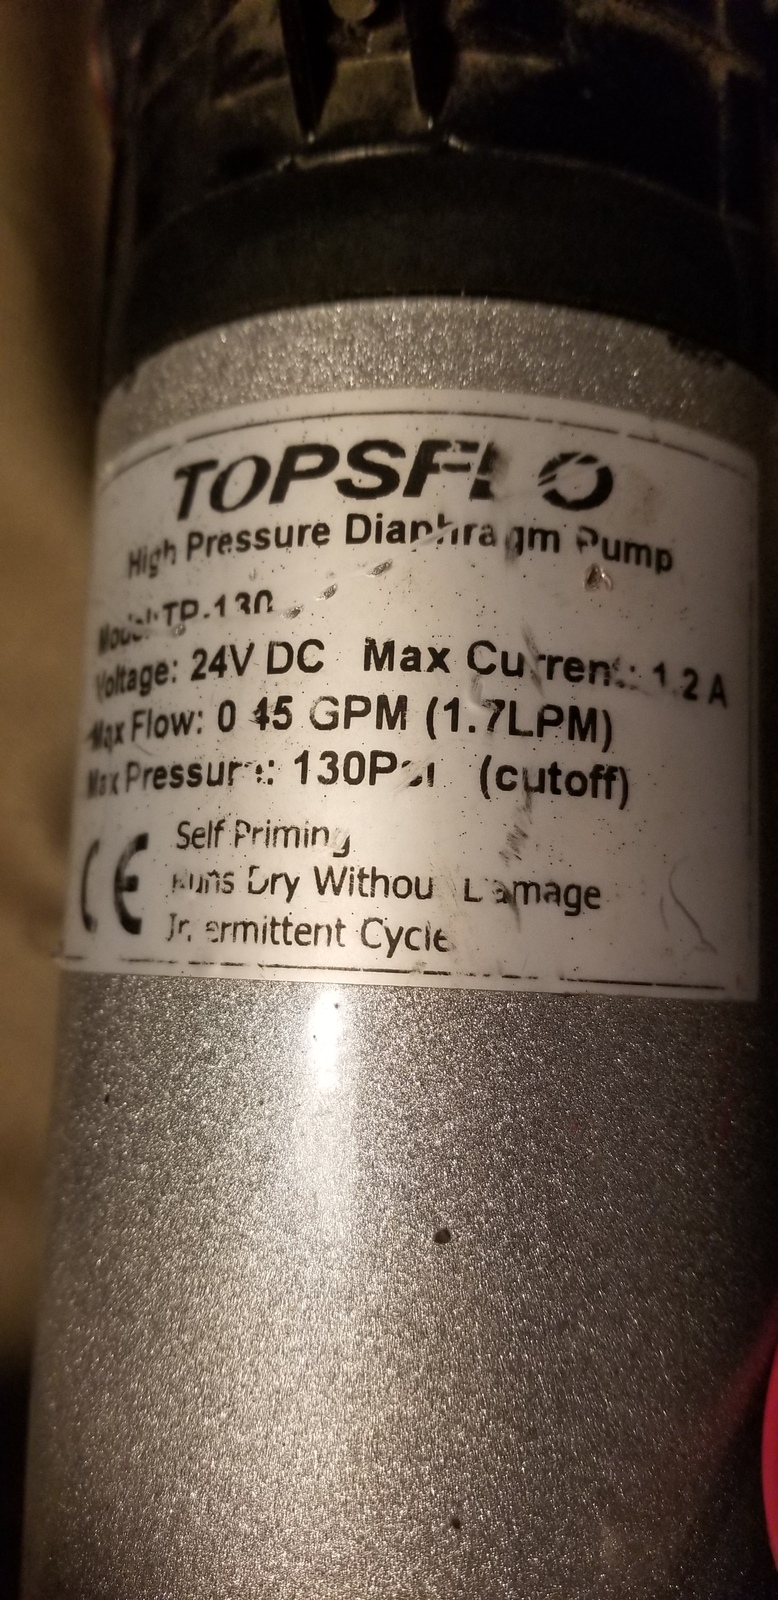 TOPSFLO
High Pressure Diaphragm Pump
Model: TP-130
Voltage: 24V DC Max Current: 1.2 A
Max Flow: 0.45 GPM (1.7LPM)
Max Pressure: 130Psi (cutoff)
CE
Self Priming
Runs Dry Without Damage
Intermittent Cycle